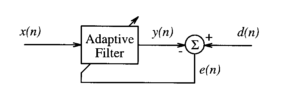 x(n)
Adaptive
Filter
y(n)
Σ
+
-
d(n)
e(n)